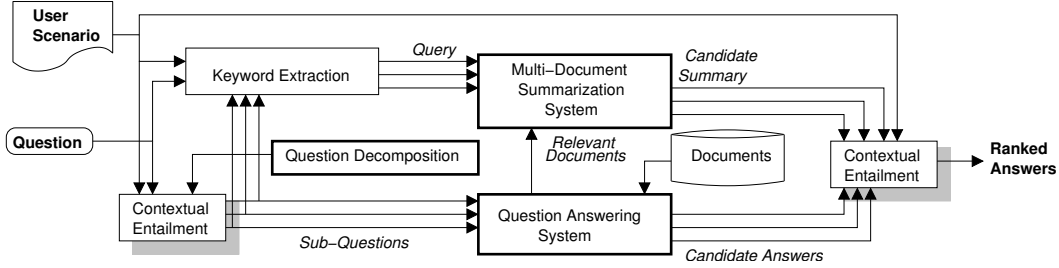 User
Scenario
Query
Candidate
Summary
Keyword Extraction
Multi−Document
Summarization
System
Question
Question Decomposition
Relevant
Documents
Documents
Contextual
Entailment
Ranked
Answers
Contextual
Entailment
Question Answering
System
Sub−Questions
Candidate Answers